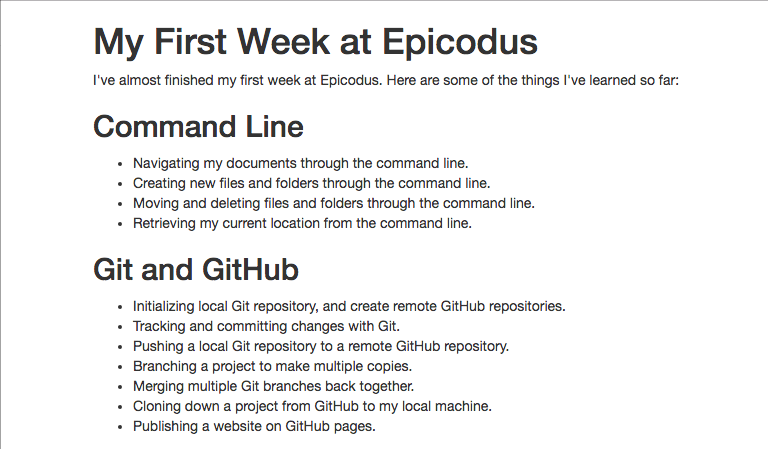 My First Week at Epicodus
I've almost finished my first week at Epicodus. Here are some of the things I've learned so far:
Command Line
• Navigating my documents through the command line.
• Creating new files and folders through the command line.
• Moving and deleting files and folders through the command line.
• Retrieving my current location from the command line.
Git and GitHub
• Initializing local Git repository, and create remote GitHub repositories.
• Tracking and committing changes with Git.
• Pushing a local Git repository to a remote GitHub repository.
• Branching a project to make multiple copies.
• Merging multiple Git branches back together.
• Cloning down a project from GitHub to my local machine.
• Publishing a website on GitHub pages.